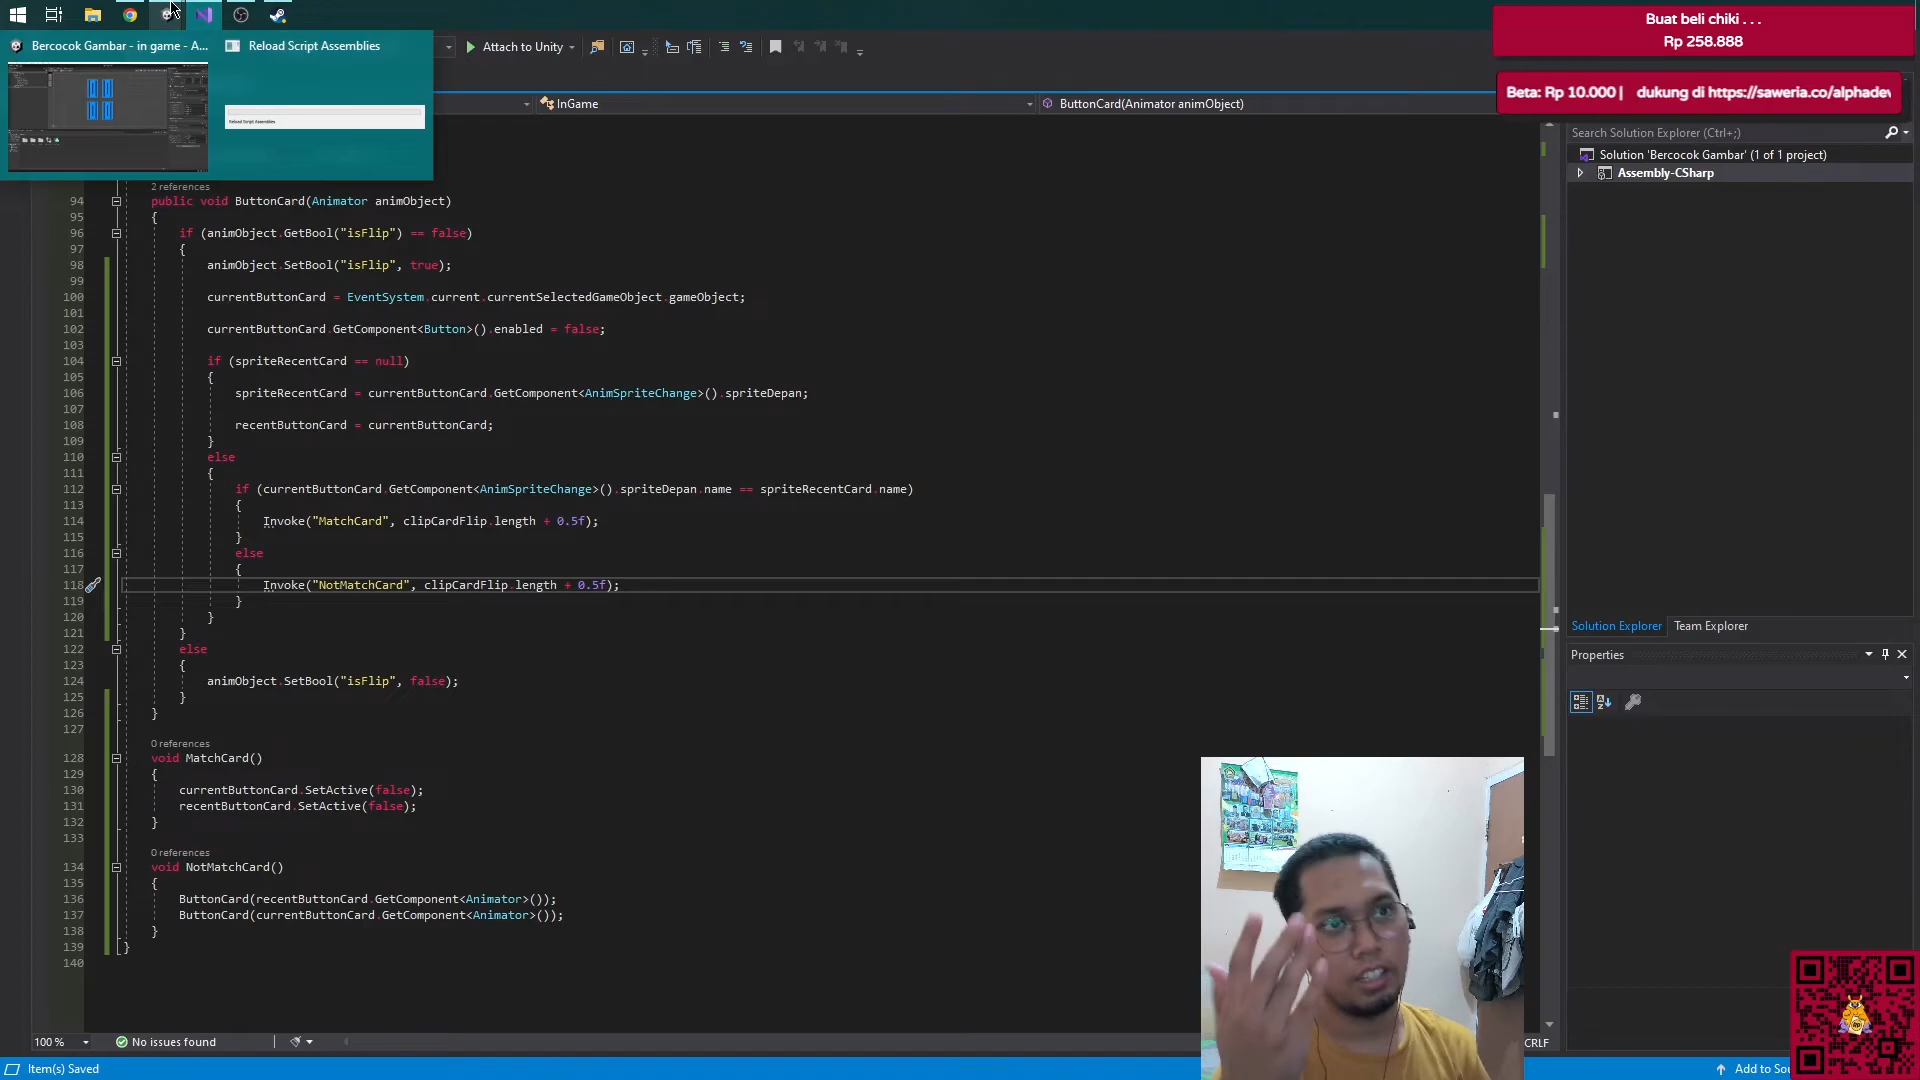 Bercocok Gambar - in game - A...
Reload Script Assemblies
Reload Script Assemblies
Attach to Unity
Buat beli chiki . . .
Rp 258.888
Beta: Rp 10.000 | dukung di https://saweria.co/alphadev
InGame
ButtonCard(Animator animObject)
Search Solution Explorer (Ctrl+;)
Solution 'Bercocok Gambar' (1 of 1 project)
Assembly-CSharp
2 references
94 public void ButtonCard(Animator animObject)
95 {
96 if (animObject.GetBool("isFlip") == false)
97 {
98 animObject.SetBool("isFlip", true);
99
100 currentButtonCard = EventSystem.current.currentSelectedGameObject.gameObject;
101
102 currentButtonCard.GetComponent<Button>().enabled = false;
103
104 if (spriteRecentCard == null)
105 {
106 spriteRecentCard = currentButtonCard.GetComponent<AnimSpriteChange>().spriteDepan;
107
108 recentButtonCard = currentButtonCard;
109 }
110 else
111 {
112 if (currentButtonCard.GetComponent<AnimSpriteChange>().spriteDepan.name == spriteRecentCard.name)
113 {
114 Invoke("MatchCard", clipCardFlip.length + 0.5f);
115 }
116 else
117 {
118 Invoke("NotMatchCard", clipCardFlip.length + 0.5f);
119 }
120 }
121 }
122 else
123 {
124 animObject.SetBool("isFlip", false);
125 }
126 }
127
0 references
128 void MatchCard()
129 {
130 currentButtonCard.SetActive(false);
131 recentButtonCard.SetActive(false);
132 }
133
0 references
134 void NotMatchCard()
135 {
136 ButtonCard(recentButtonCard.GetComponent<Animator>());
137 ButtonCard(currentButtonCard.GetComponent<Animator>());
138 }
139 }
140
Solution Explorer Team Explorer
Properties
100 %
No issues found
CRLF
Item(s) Saved
Add to Sou